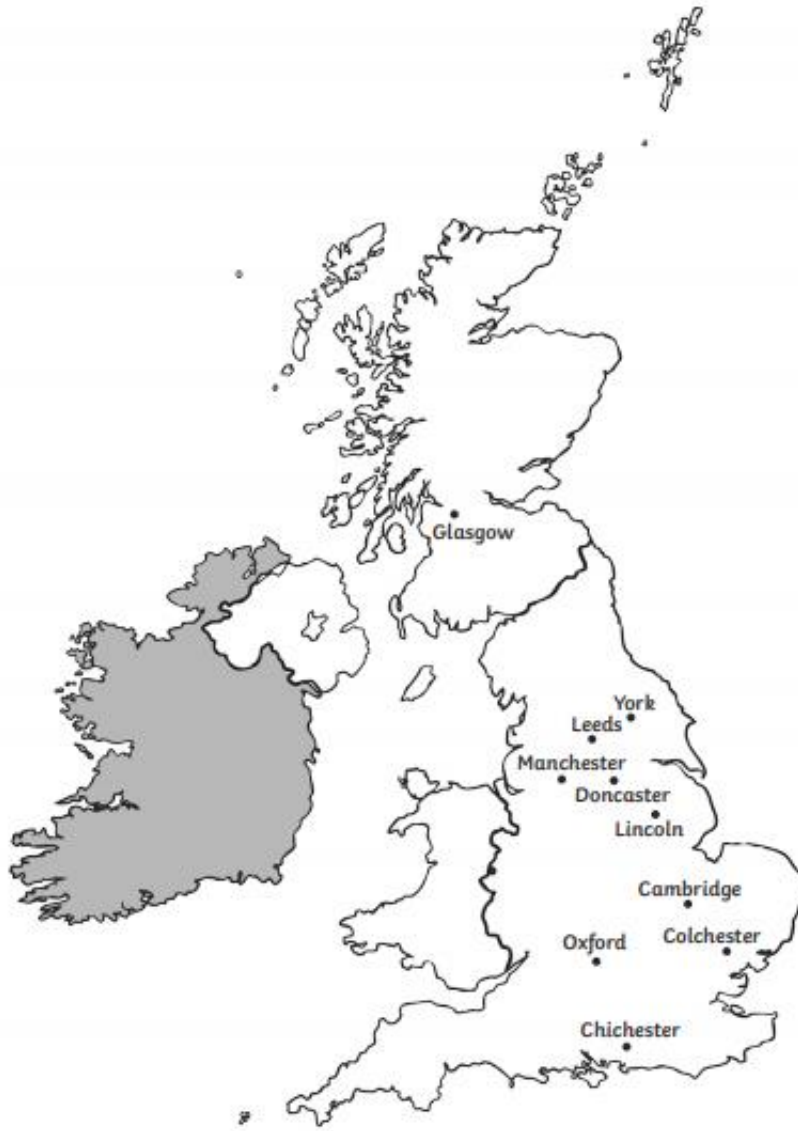 Glasgow
York
Leeds
Manchester
Doncaster
Lincoln
Cambridge
Colchester
Oxford
Chichester